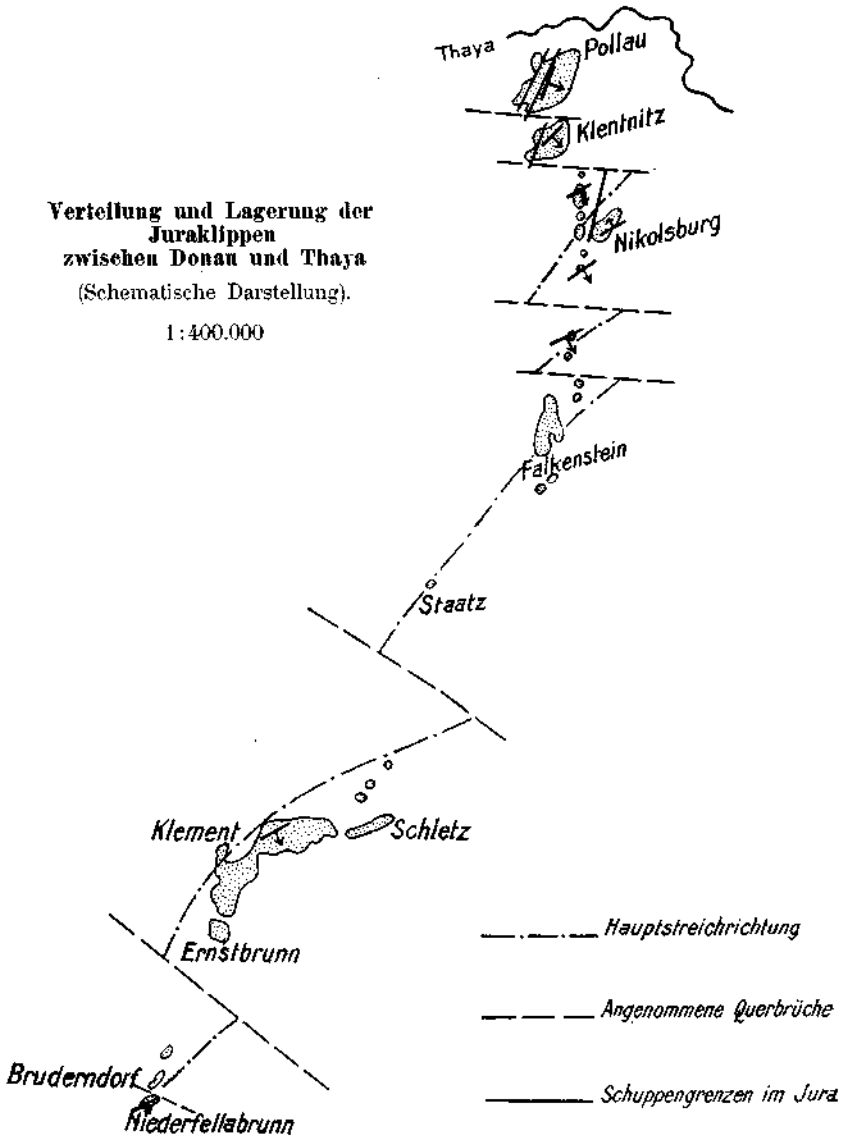 Thaya
Pollau
Klentnitz
Verteilung und Lagerung der
Juraklippen
zwischen Donau und Thaya
(Schematische Darstellung).
1:400.000
Nikolsburg
Falkenstein
Staatz
Klement
Schletz
Ernstbrunn
Hauptstreichrichtung
Angenommene Querbrüche
Bruderndorf
Niederfellabrunn
Schuppengrenzen im Jura